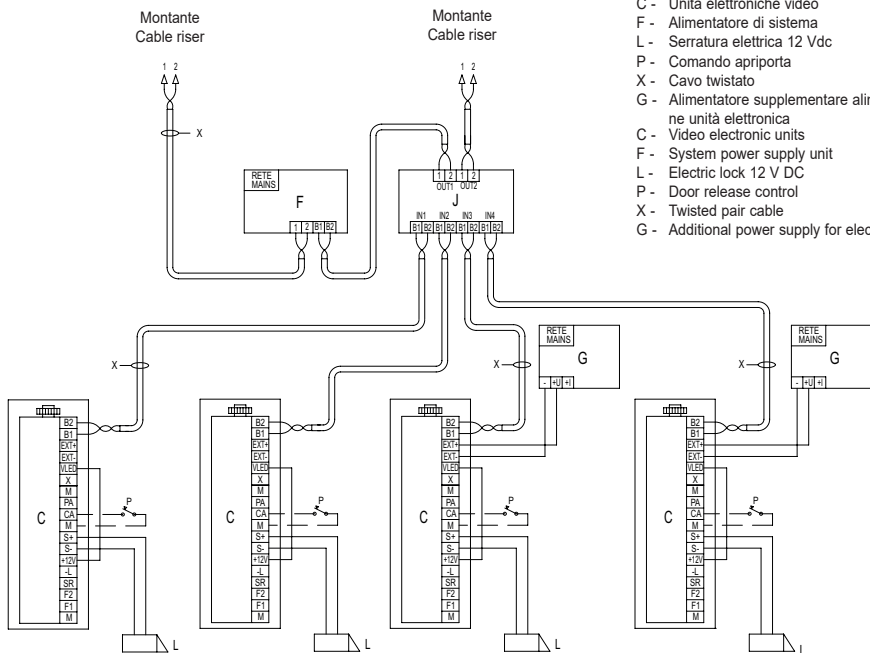 C - Unità elettroniche video
F - Alimentatore di sistema
L - Serratura elettrica 12 Vdc
P - Comando apriporta
X - Cavo twistato
G - Alimentatore supplementare
ne unità elettronica
C - Video electronic units
F - System power supply unit
L - Electric lock 12 V DC
P - Door release control
X - Twisted pair cable
G - Additional power supply for
Montante
Cable riser
Montante
Cable riser
1 2
1 2
X
RETE
MAINS
F
1 2 B1 B2
1 2 1 2
OUT1 OUT2
J
IN1 IN2 IN3 IN4
B1 B2 B1 B2 B1 B2 B1 B2
X
X
X
RETE
MAINS
G
- +U +I
RETE
MAINS
G
- +U +I
B2
B1
EXT+
EXT-
VLED
X
M
PA
CA
M
S+
S-
+12V
-L
SR
F2
F1
M
C
P
L
B2
B1
EXT+
EXT-
VLED
X
M
PA
CA
M
S+
S-
+12V
-L
SR
F2
F1
M
C
P
L
B2
B1
EXT+
EXT-
VLED
X
M
PA
CA
M
S+
S-
+12V
-L
SR
F2
F1
M
C
P
L
B2
B1
EXT+
EXT-
VLED
X
M
PA
CA
M
S+
S-
+12V
-L
SR
F2
F1
M
C
P
L